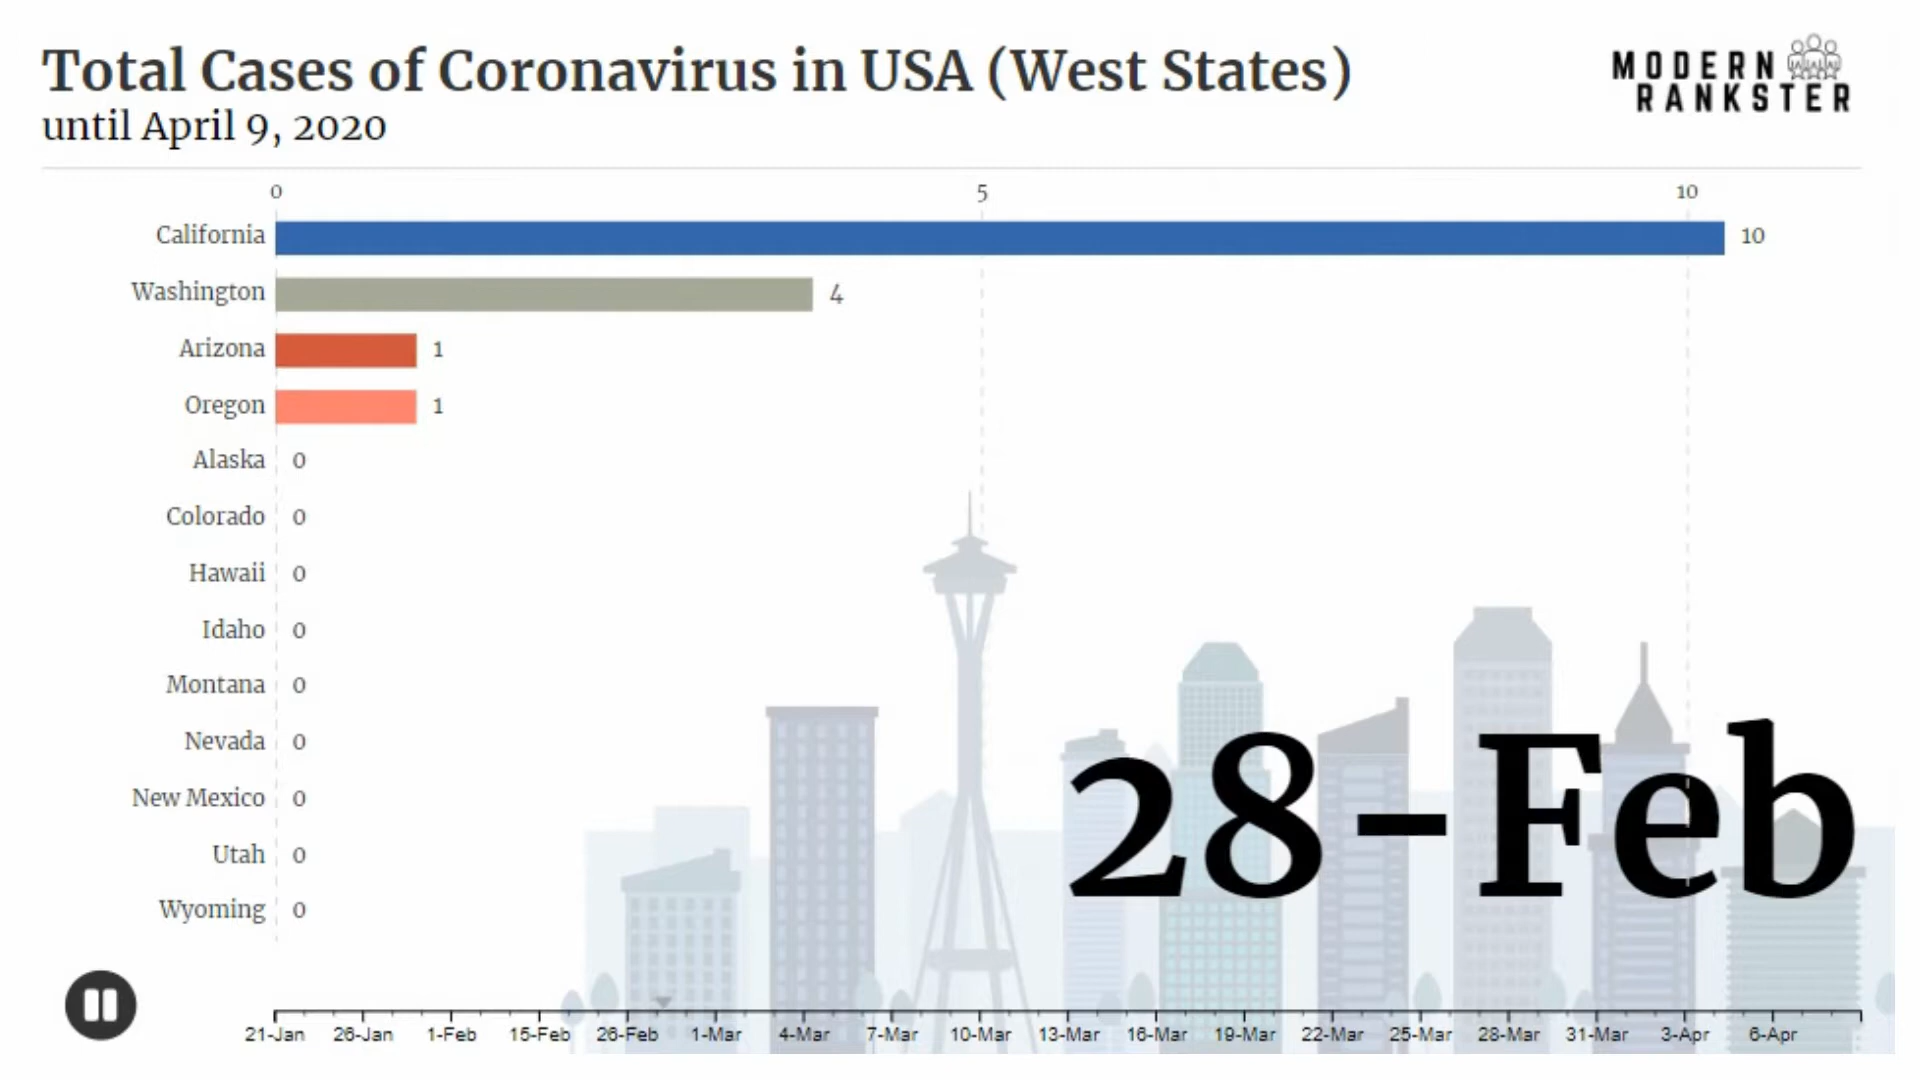 Total Cases of Coronavirus in USA (West States)
until April 9, 2020
MODERN
RANKSTER
0 5 10
California 10
Washington 4
Arizona 1
Oregon 1
Alaska 0
Colorado 0
Hawaii 0
Idaho 0
Montana 0
Nevada 0
New Mexico 0
Utah 0
Wyoming 0
28-Feb
21-Jan 26-Jan 1-Feb 15-Feb 26-Feb 1-Mar 4-Mar 7-Mar 10-Mar 13-Mar 16-Mar 19-Mar 22-Mar 25-Mar 28-Mar 31-Mar 3-Apr 6-Apr